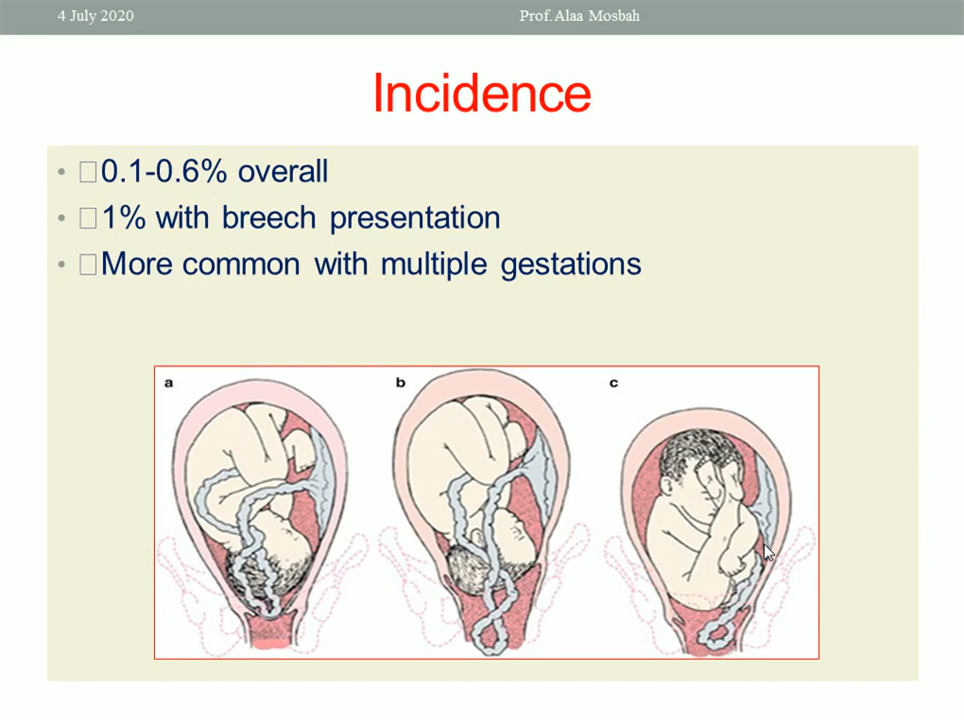 4 July 2020
Prof. Alaa Mosbah
Incidence
• □0.1-0.6% overall
• □1% with breech presentation
• □More common with multiple gestations
a
b
c